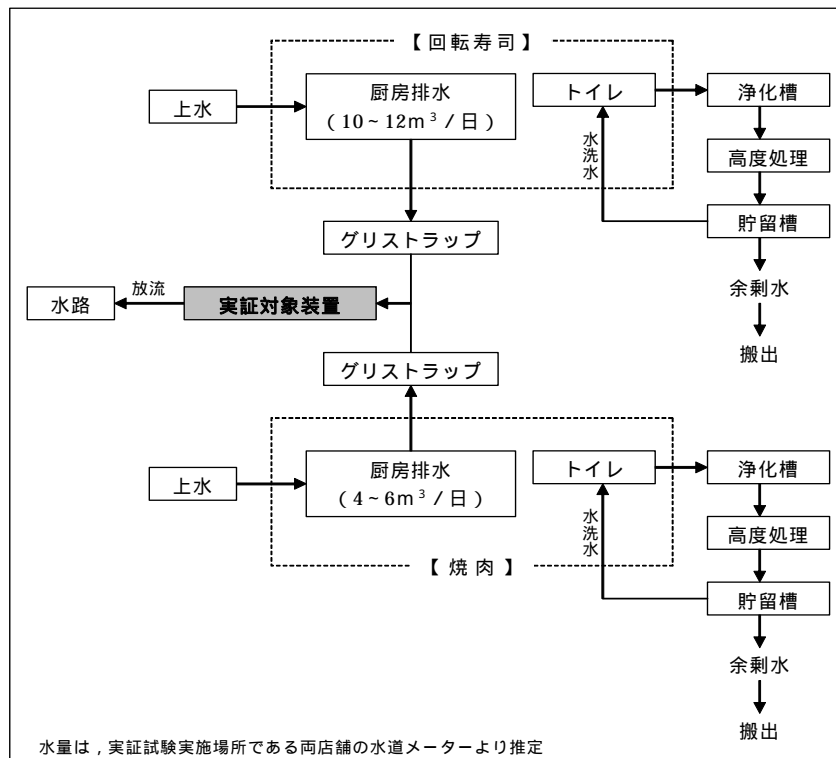 【回転寿司】
上水
厨房排水
(10~12m³/日)
トイレ
浄化槽
水洗水
高度処理
貯留槽
グリストラップ
余剰水
搬出
水路
放流
実証対象装置
グリストラップ
上水
厨房排水
(4~6m³/日)
トイレ
浄化槽
水洗水
高度処理
【焼肉】
貯留槽
余剰水
搬出
水量は,実証試験実施場所である両店舗の水道メーターより推定